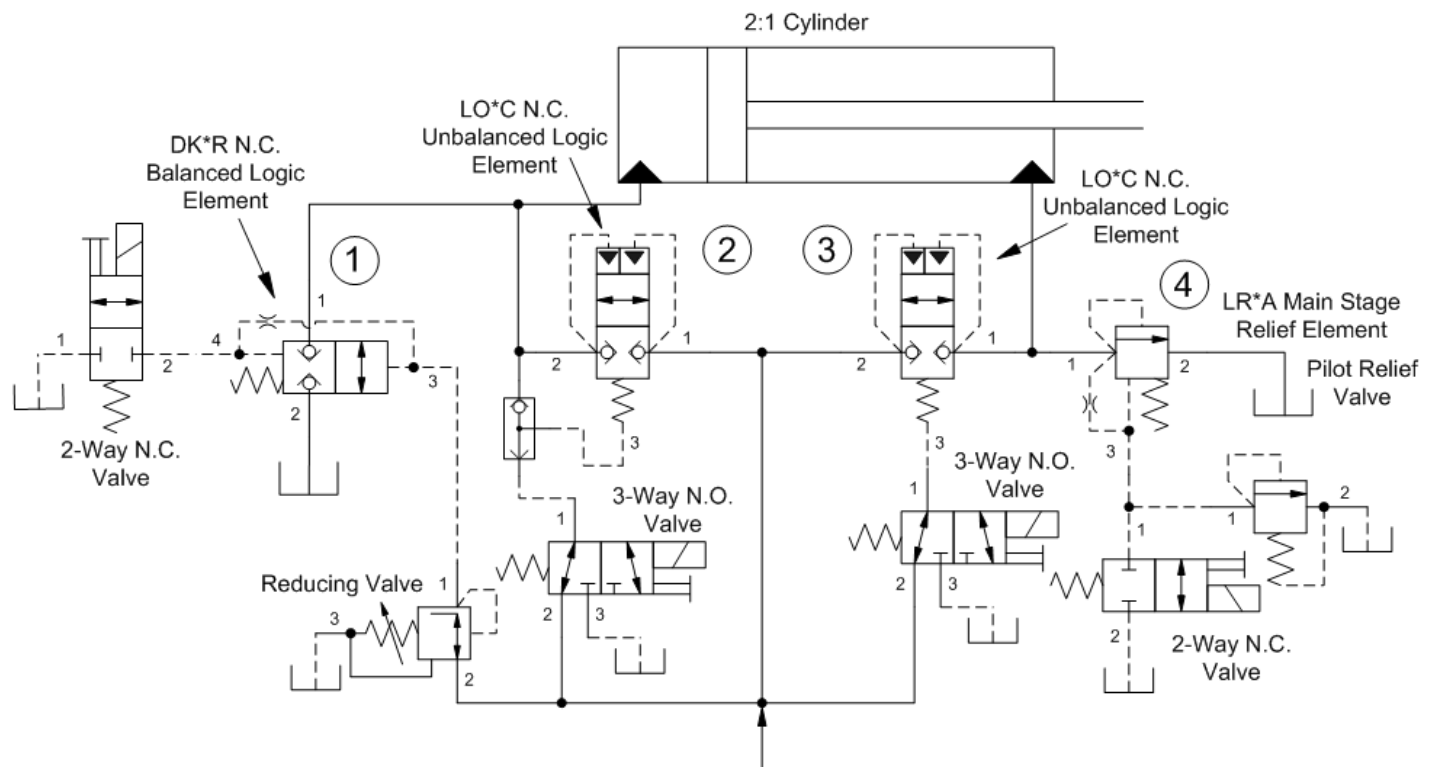 2:1 Cylinder
LO*C N.C.
Unbalanced Logic
Element
DK*R N.C.
Balanced Logic
Element
LO*C N.C.
Unbalanced Logic
Element
1
2
3
4
LR*A Main Stage
Relief Element
Pilot Relief
Valve
1
1
2
4
3
2
2-Way N.C.
Valve
2
1
3
2
1
3
1
2
3
3-Way N.O.
Valve
1
2
3
3-Way N.O.
Valve
1
2
3
1
2
1
2
2-Way N.C.
Valve
Reducing Valve
1
3
2